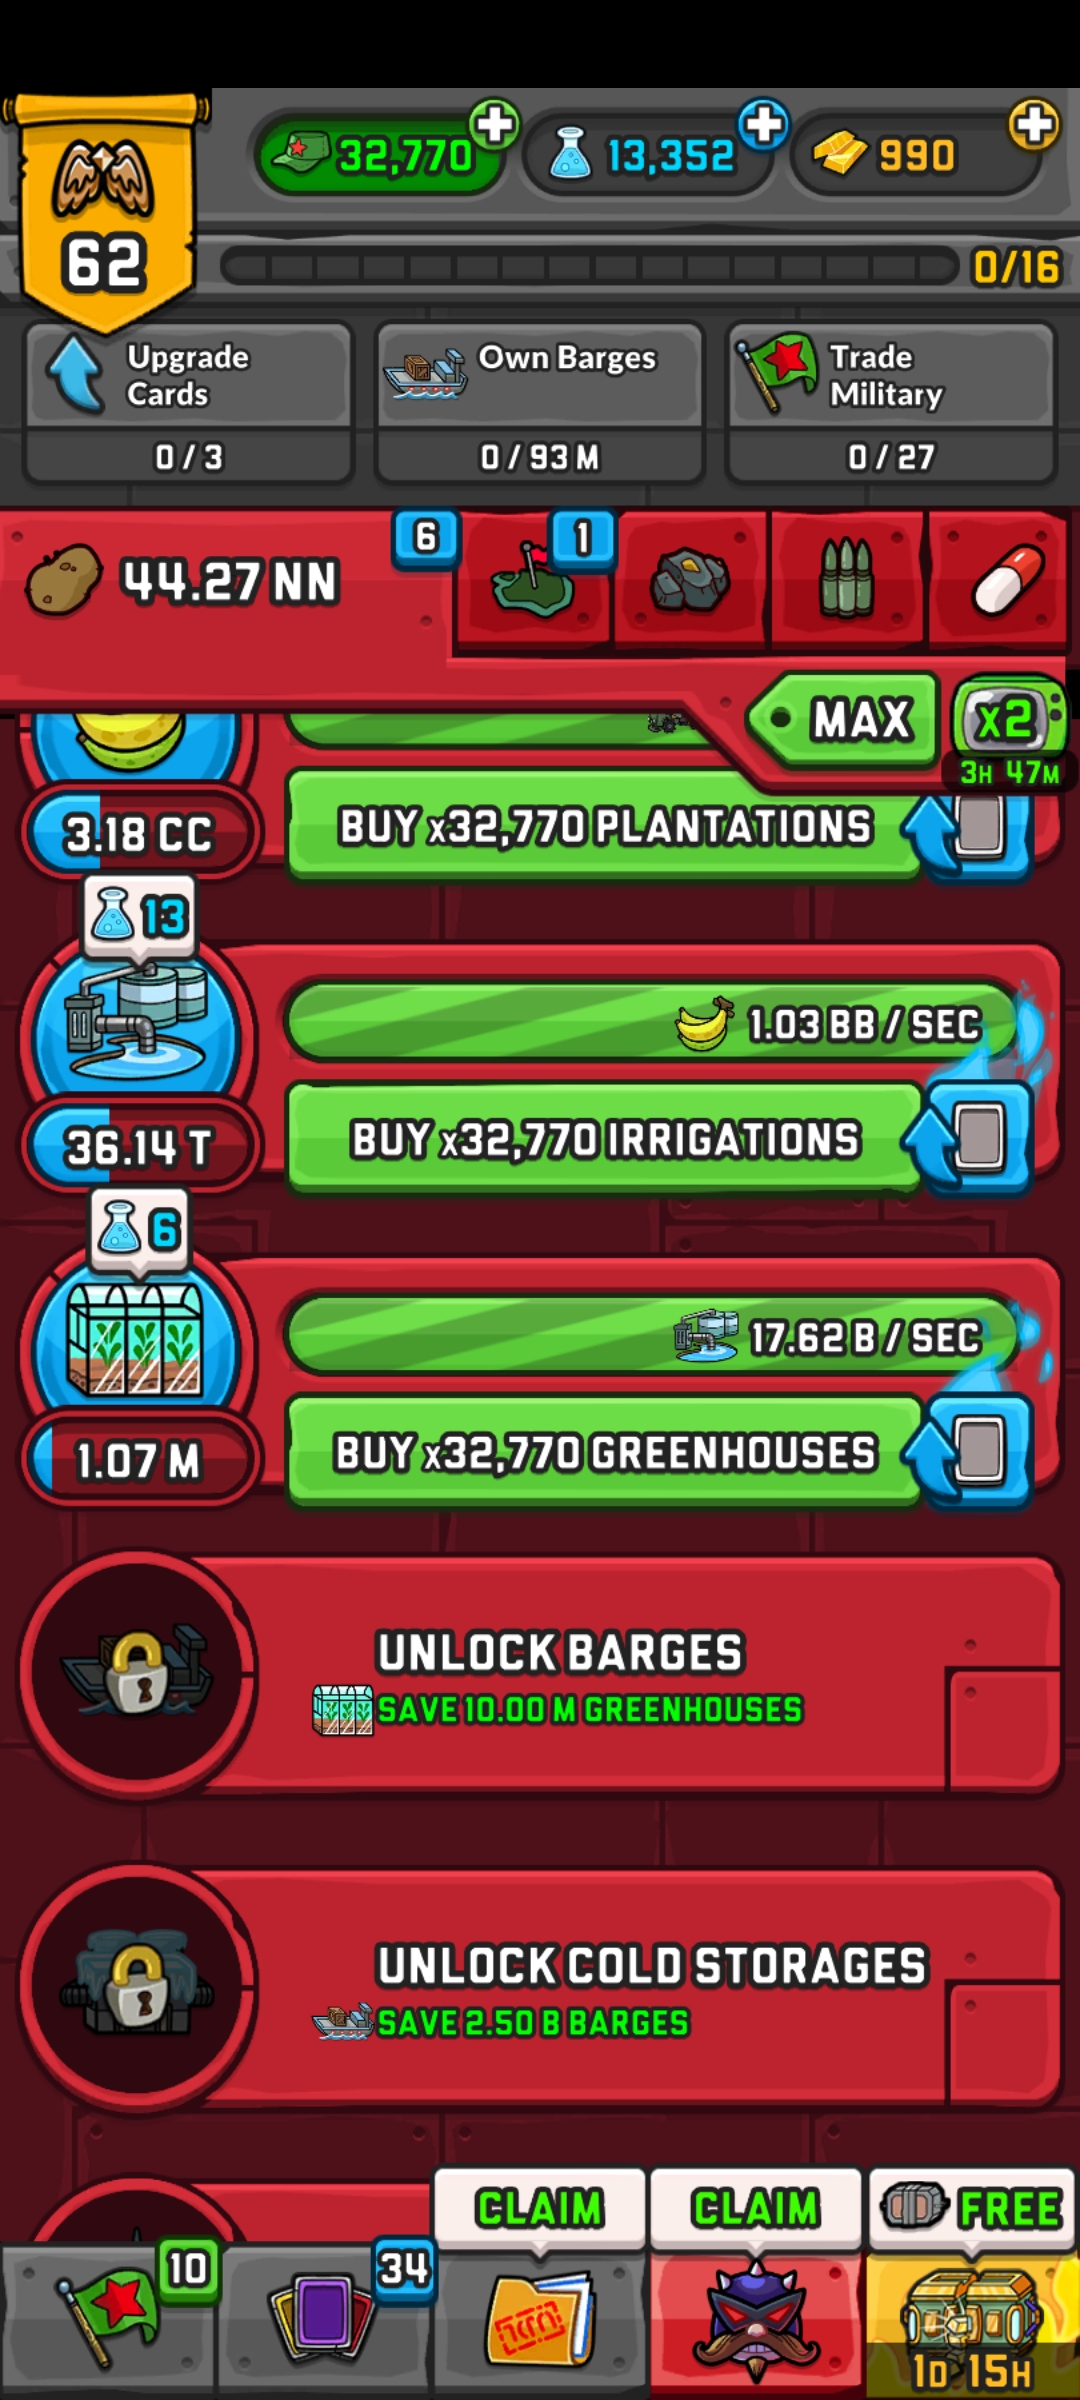 32,770
13,352
990
62
0/16
Upgrade
Cards
0 / 3
Own Barges
0 / 93 M
Trade
Military
0 / 27
44.27 NN
6
1
MAX
x2
3H 47M
3.18 CC
BUY x32,770 PLANTATIONS
13
1.03 BB / SEC
36.14 T
BUY x32,770 IRRIGATIONS
6
17.62 B / SEC
1.07 M
BUY x32,770 GREENHOUSES
UNLOCK BARGES
SAVE 10.00 M GREENHOUSES
UNLOCK COLD STORAGES
SAVE 2.50 B BARGES
CLAIM
CLAIM
FREE
10
34
1D 15H